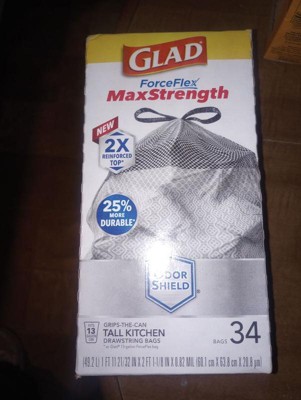 GLAD
ForceFlex
MaxStrength
NEW
2X
REINFORCED
TOP*
25%
MORE
DURABLE*
ODOR
SHIELD
13
GRIPS-THE-CAN
TALL KITCHEN
DRAWSTRING BAGS
BAGS 34